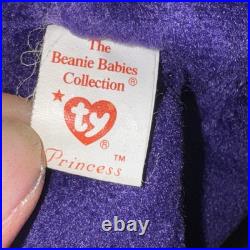 The
Beanie Babies
Collection®
ty®
Princess™